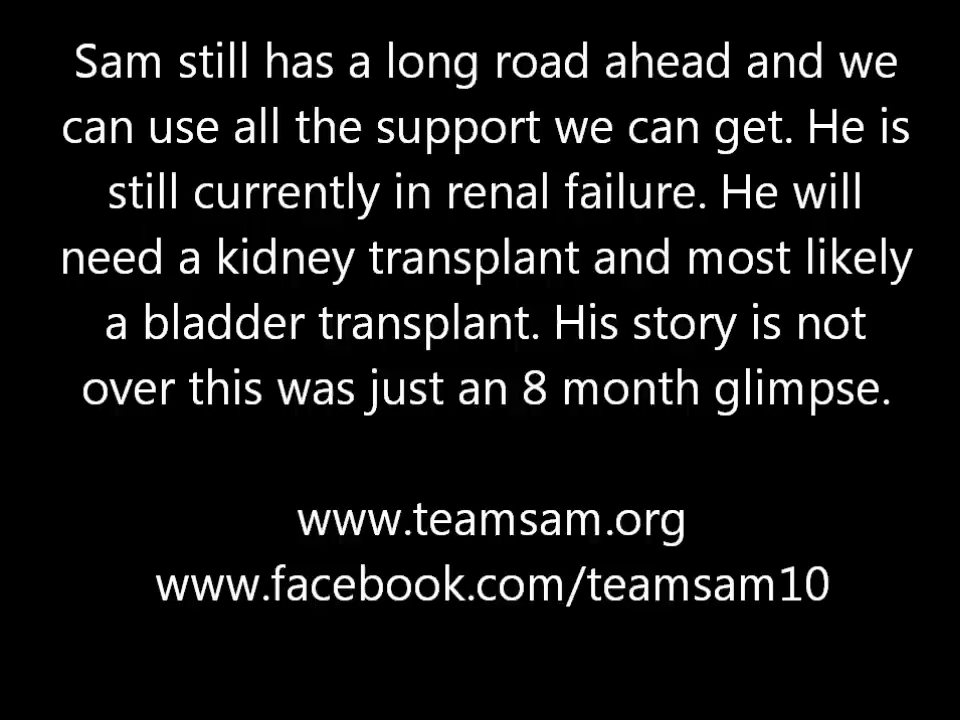 Sam still has a long road ahead and we
can use all the support we can get. He is
still currently in renal failure. He will
need a kidney transplant and most likely
a bladder transplant. His story is not
over this was just an 8 month glimpse.
www.teamsam.org
www.facebook.com/teamsam10